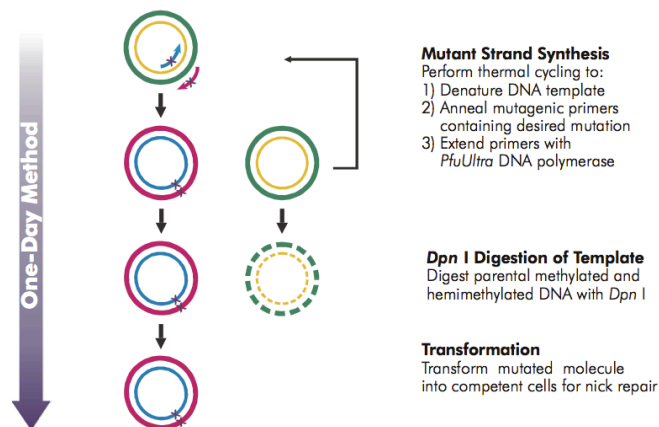 One-Day Method
Mutant Strand Synthesis
Perform thermal cycling to:
1) Denature DNA template
2) Anneal mutagenic primers
containing desired mutation
3) Extend primers with
PfuUltra DNA polymerase
Dpn I Digestion of Template
Digest parental methylated and
hemimethylated DNA with Dpn I
Transformation
Transform mutated molecule
into competent cells for nick repair